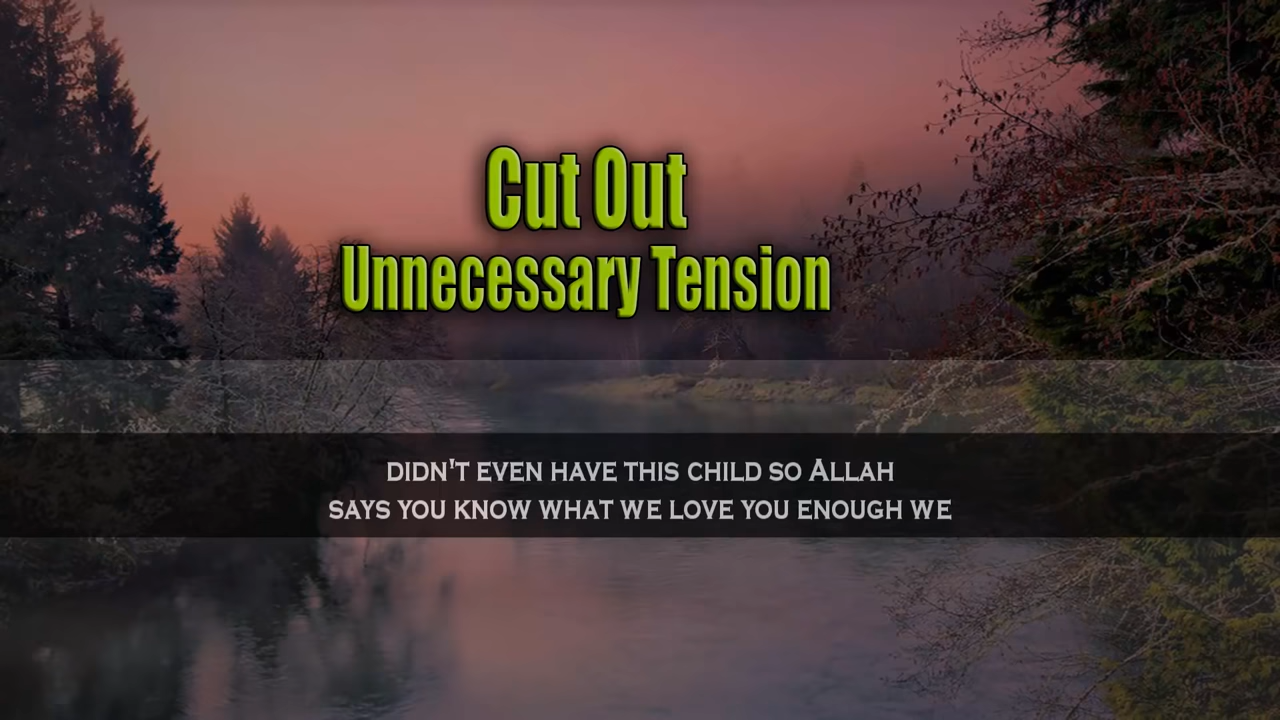 Cut Out
Unnecessary Tension
DIDN'T EVEN HAVE THIS CHILD SO ALLAH
SAYS YOU KNOW WHAT WE LOVE YOU ENOUGH WE